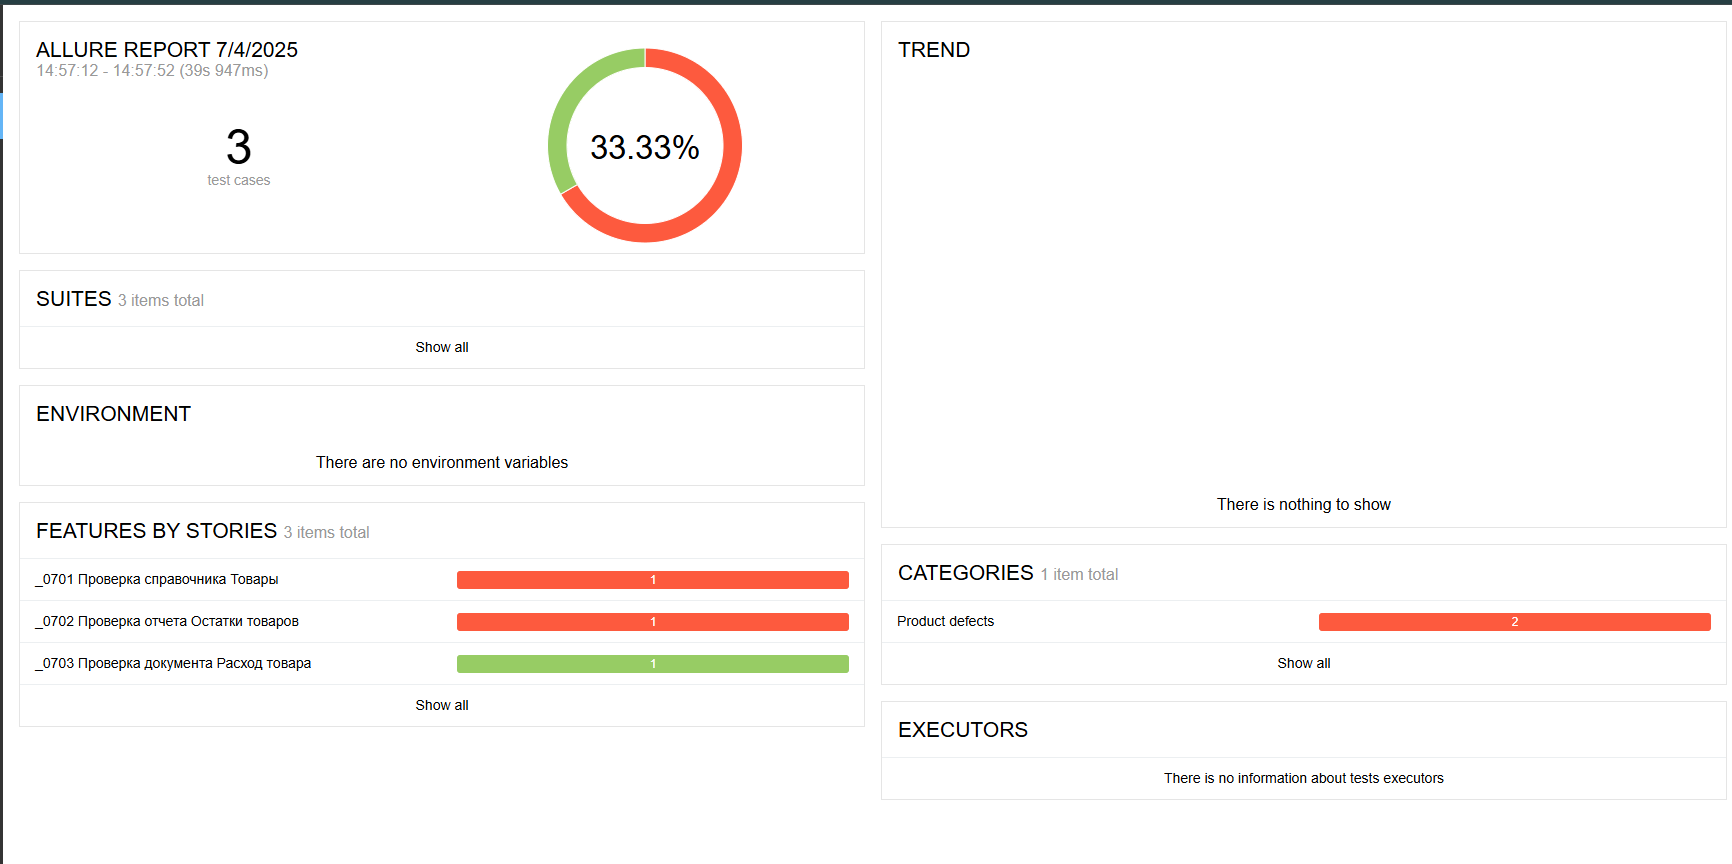 ALLURE REPORT 7/4/2025
14:57:12 - 14:57:52 (39s 947ms)
3
test cases
33.33%
SUITES 3 items total
Show all
ENVIRONMENT
There are no environment variables
FEATURES BY STORIES 3 items total
_0701 Проверка справочника Товары 1
_0702 Проверка отчета Остатки товаров 1
_0703 Проверка документа Расход товара 1
Show all
TREND
There is nothing to show
CATEGORIES 1 item total
Product defects 2
Show all
EXECUTORS
There is no information about tests executors